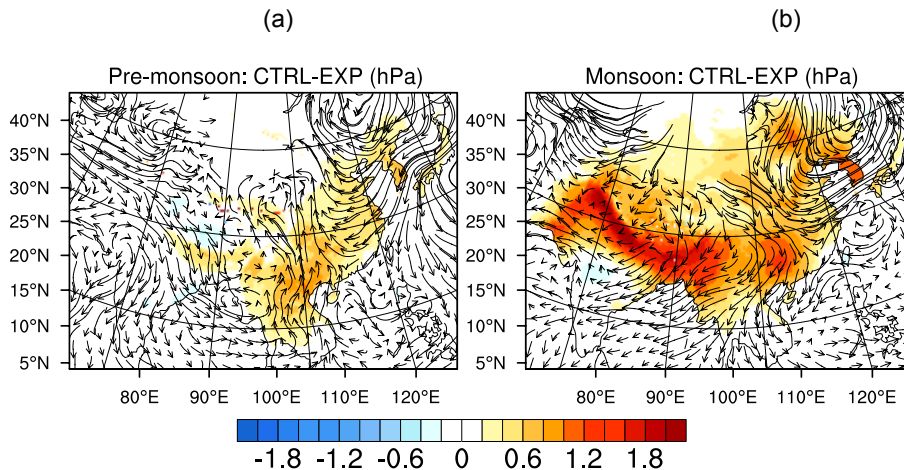 (a) (b)
Pre-monsoon: CTRL-EXP (hPa) Monsoon: CTRL-EXP (hPa)
40°N 40°N
35°N 35°N
30°N 30°N
25°N 25°N
20°N 20°N
15°N 15°N
10°N 10°N
5°N 5°N
80°E 90°E 100°E 110°E 120°E 80°E 90°E 100°E 110°E 120°E
-1.8 -1.2 -0.6 0 0.6 1.2 1.8